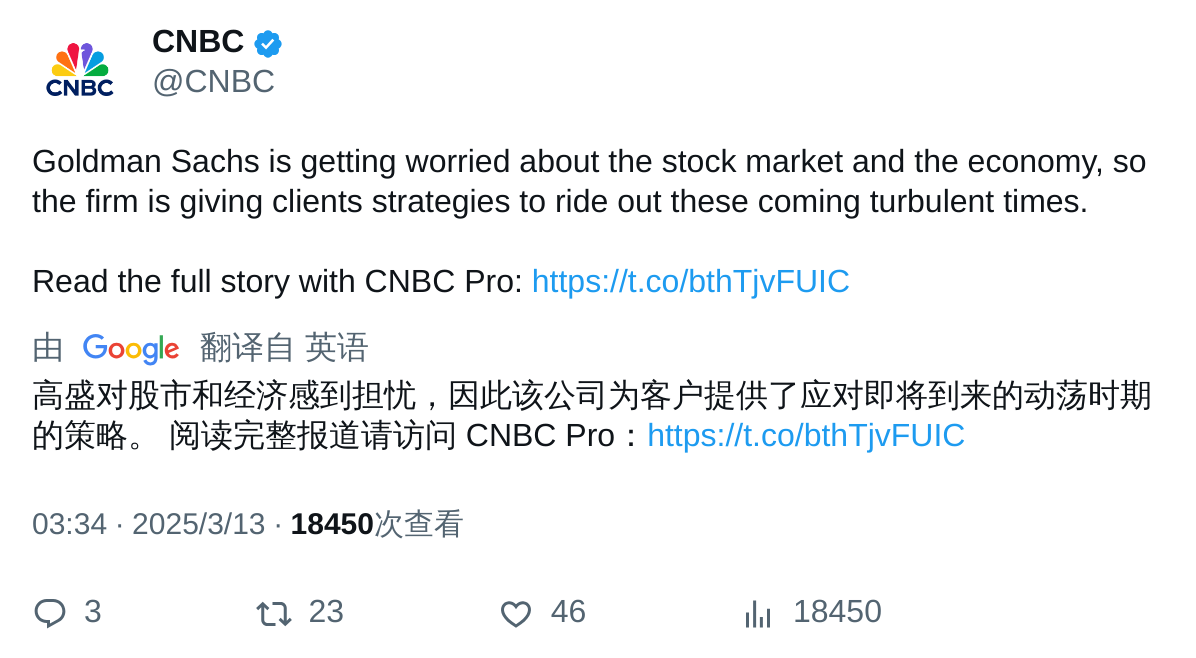 CNBC
CNBC
@CNBC
Goldman Sachs is getting worried about the stock market and the economy, so
the firm is giving clients strategies to ride out these coming turbulent times.
Read the full story with CNBC Pro: https://t.co/bthTjvFUIC
由 Google 翻译自 英语
高盛对股市和经济感到担忧，因此该公司为客户提供了应对即将到来的动荡时期
的策略。 阅读完整报道请访问 CNBC Pro：https://t.co/bthTjvFUIC
03:34 · 2025/3/13 · 18450次查看
3 23 46 18450